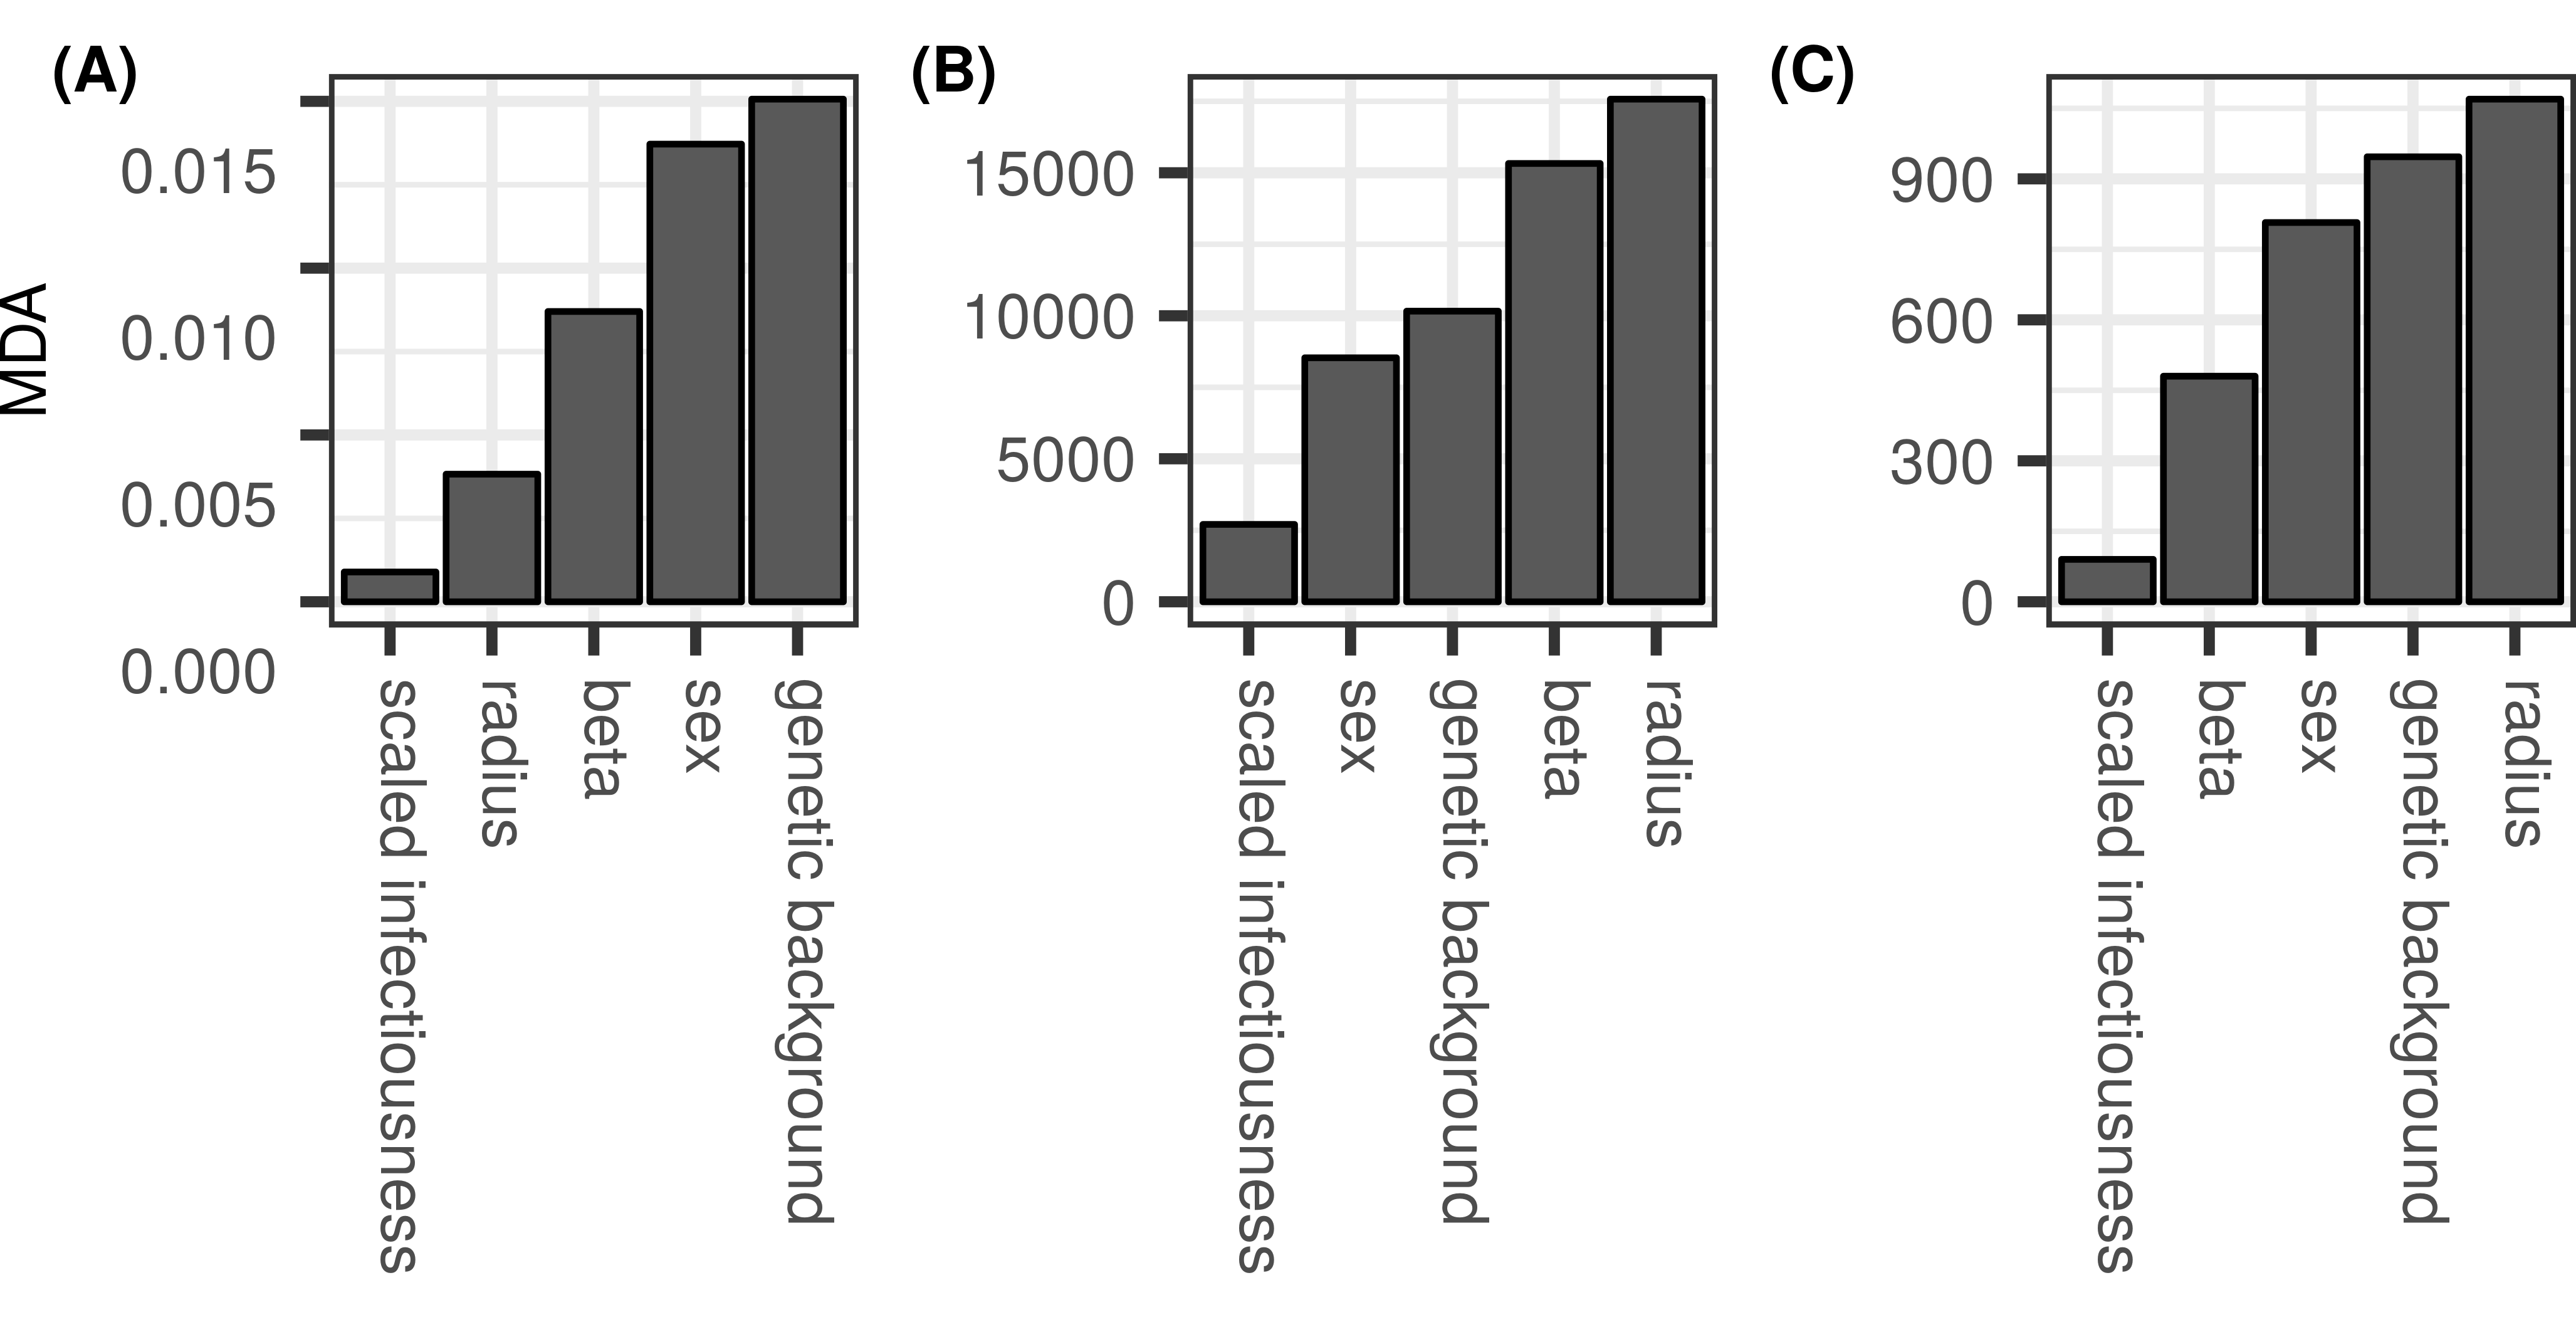 (A)
MDA
0.015
0.010
0.005
0.000
scaled infectiousness
radius
beta
sex
genetic background
(B)
15000
10000
5000
0
scaled infectiousness
sex
genetic background
beta
radius
(C)
900
600
300
0
scaled infectiousness
beta
sex
genetic background
radius